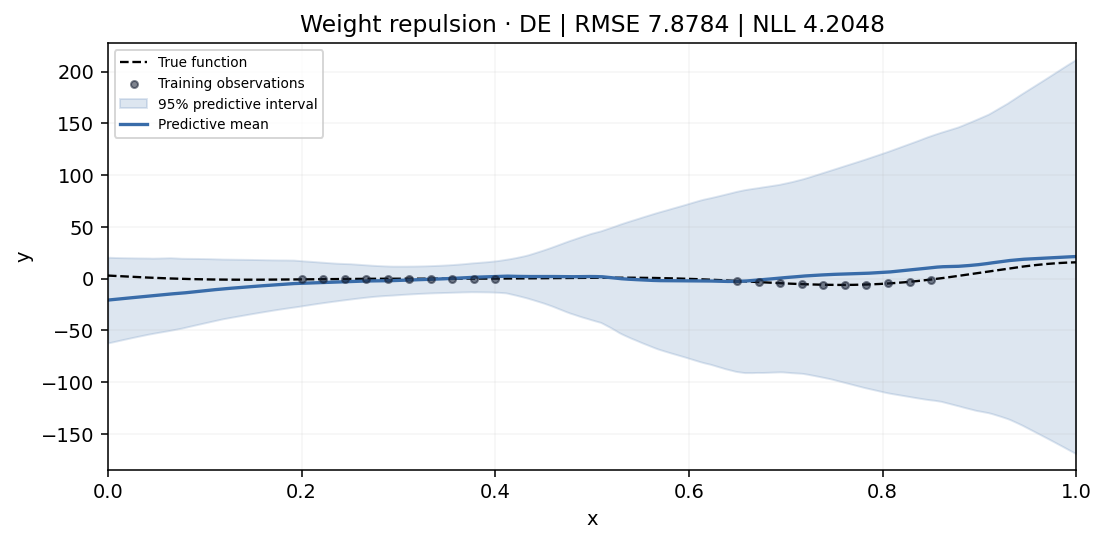 Weight repulsion · DE | RMSE 7.8784 | NLL 4.2048
True function
Training observations
95% predictive interval
Predictive mean
200
150
100
50
0
−50
−100
−150
y
0.0 0.2 0.4 0.6 0.8 1.0
x